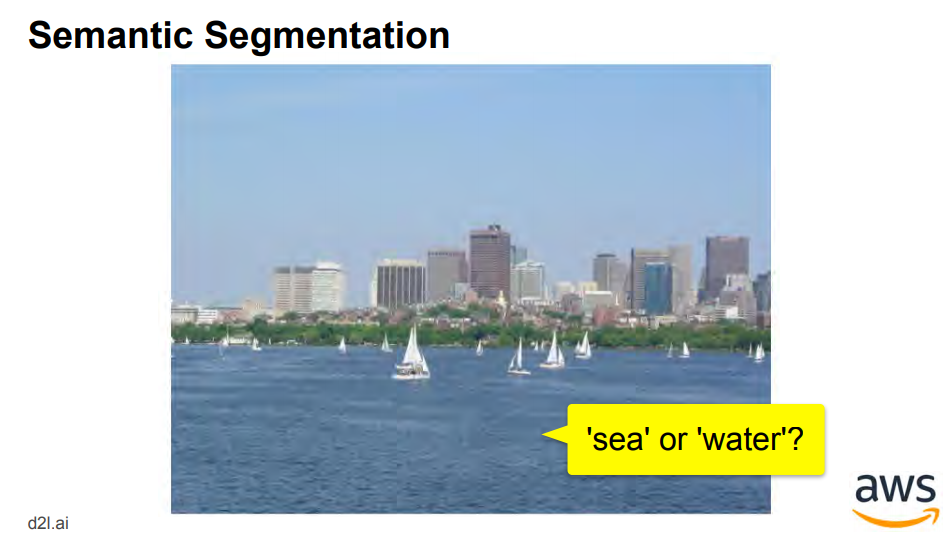 Semantic Segmentation
'sea' or 'water'?
d2l.ai
aws